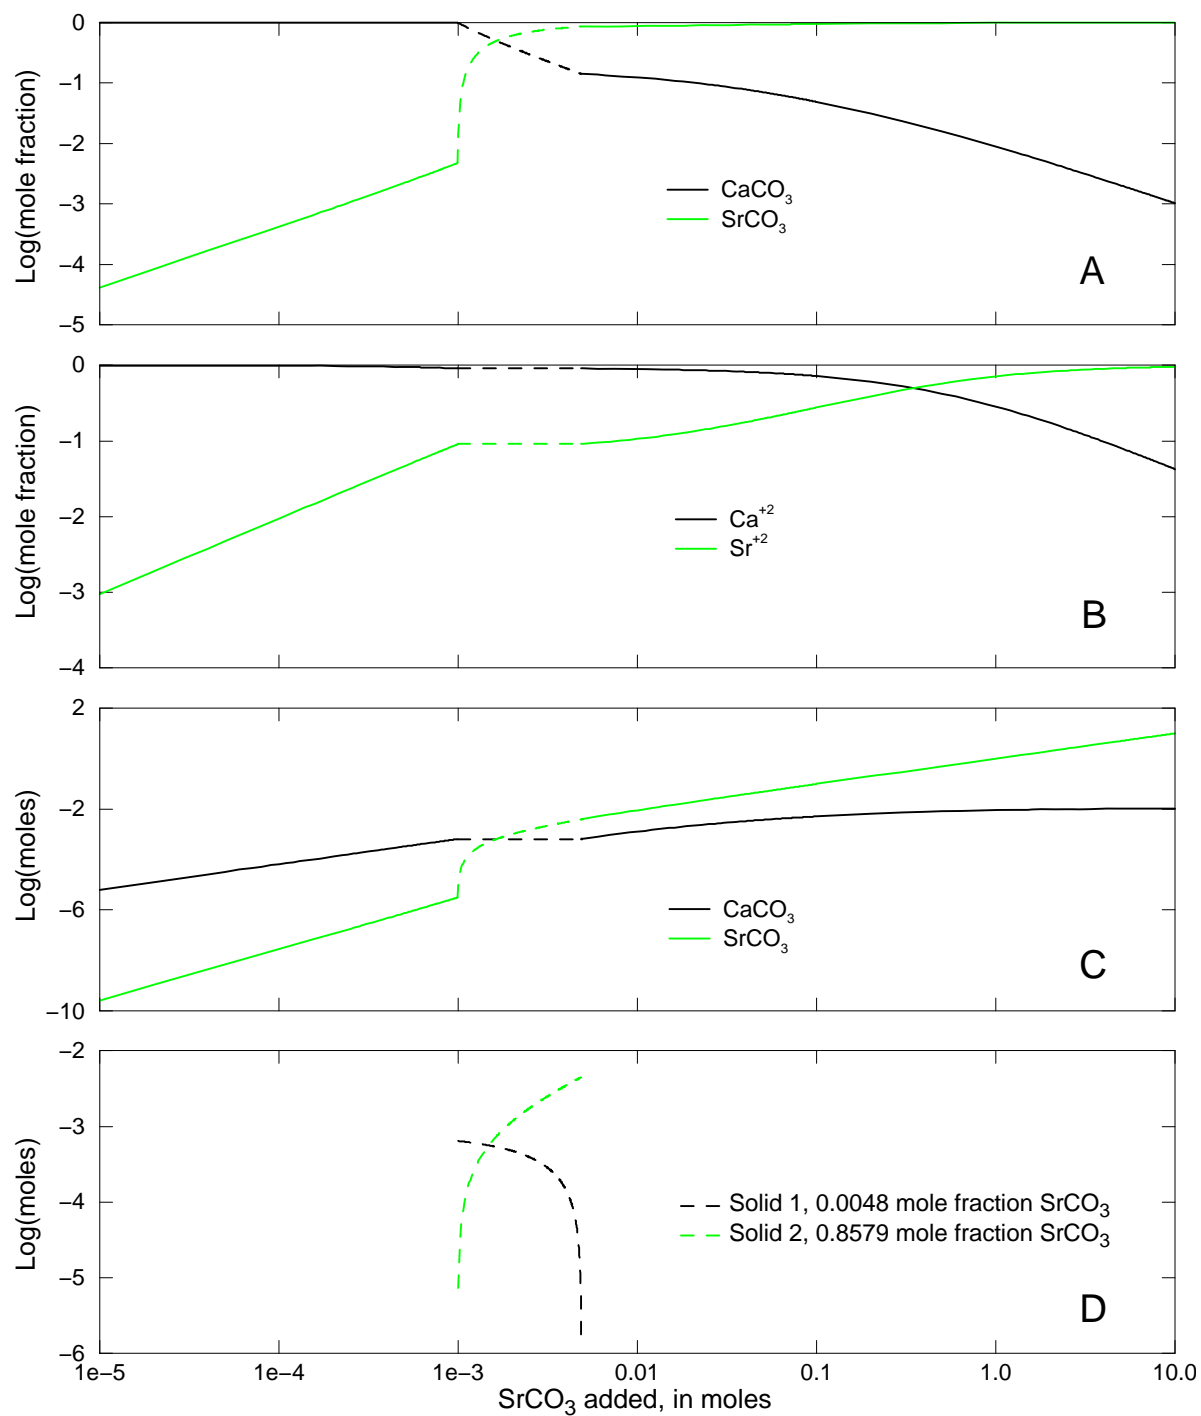 0
−1
−2
−3
−4
−5
Log(mole fraction)
CaCO3
SrCO3
A
0
−1
−2
−3
−4
Log(mole fraction)
Ca+2
Sr+2
B
2
−2
−6
−10
Log(moles)
CaCO3
SrCO3
C
−2
−3
−4
−5
−6
Log(moles)
Solid 1, 0.0048 mole fraction SrCO3
Solid 2, 0.8579 mole fraction SrCO3
D
1e−5 1e−4 1e−3 0.01 0.1 1.0 10.0
SrCO3 added, in moles